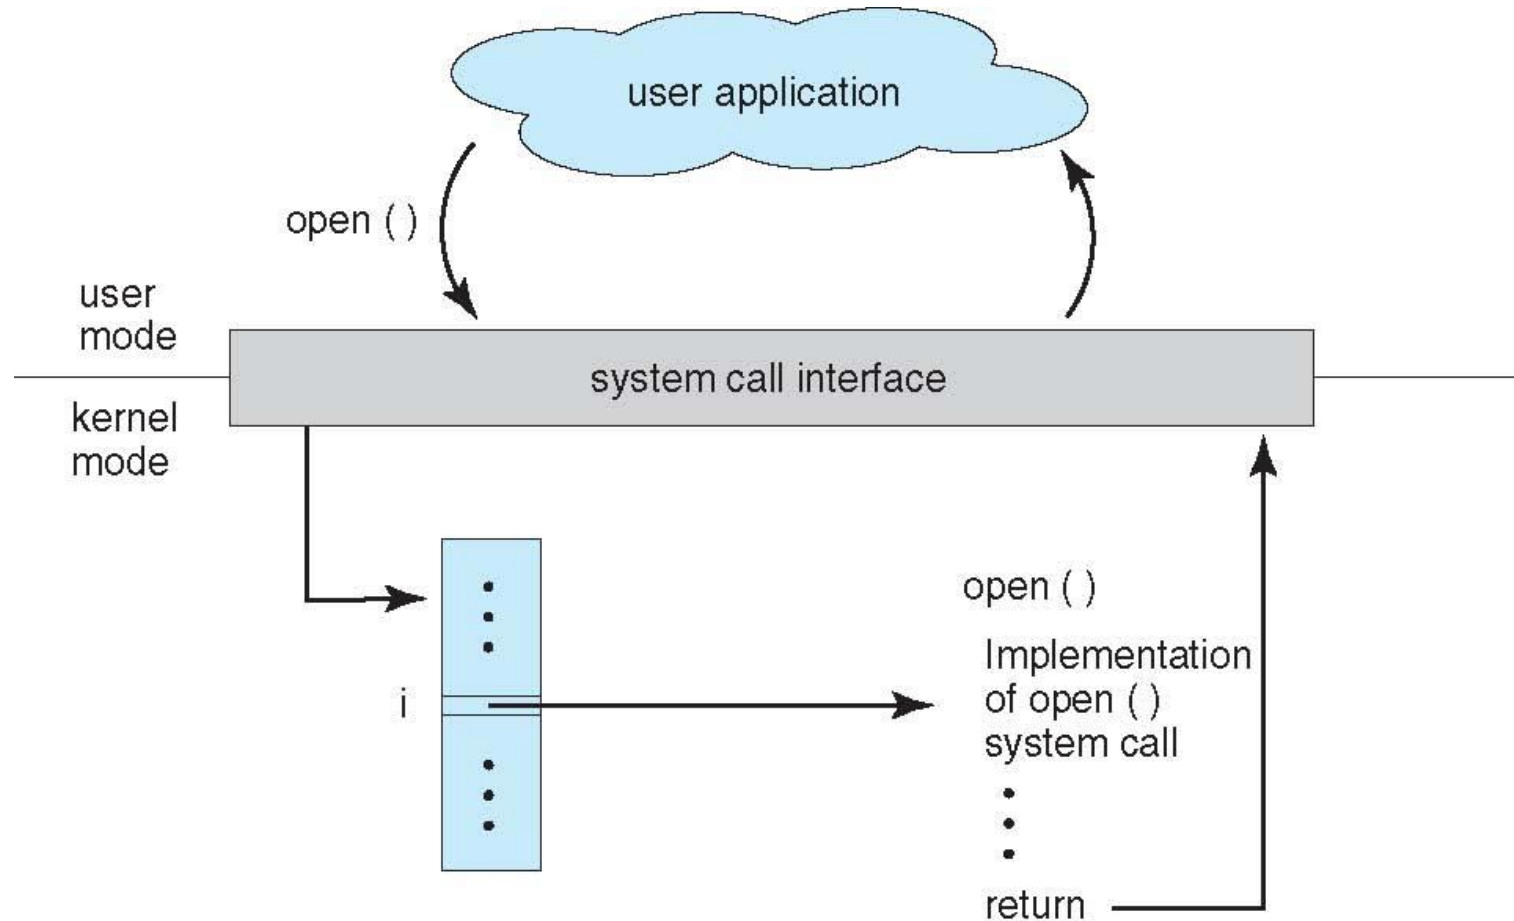 user application
open ( )
user
mode
system call interface
kernel
mode
open ( )
Implementation
i
of open ( )
system call
return